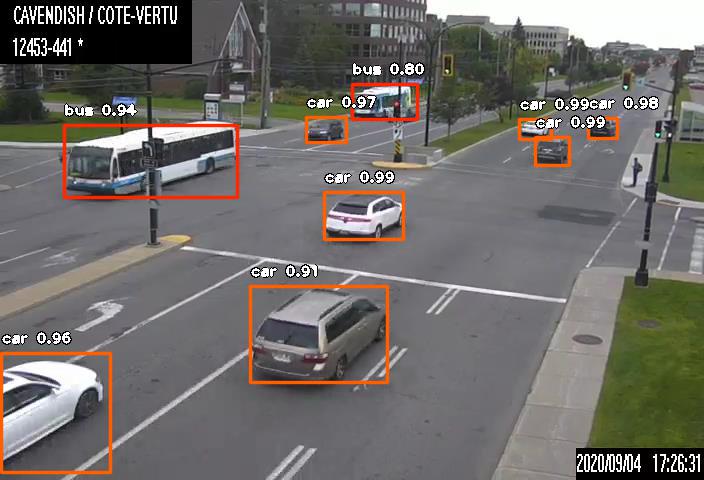 CAVENDISH / COTE-VERTU
12453-441 *
bus 0.80
bus 0.94
car 0.97
car 0.99
car 0.98
car 0.99
car 0.99
car 0.91
car 0.96
2020/09/04 17:26:31